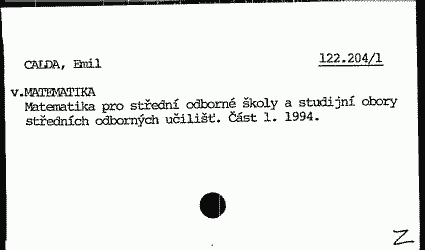 CALDA, Emil 122.204/1
v.MATEMATIKA
Matematika pro střední odborné školy a studijní obory
středních odborných učilišť. Část 1. 1994.
Z